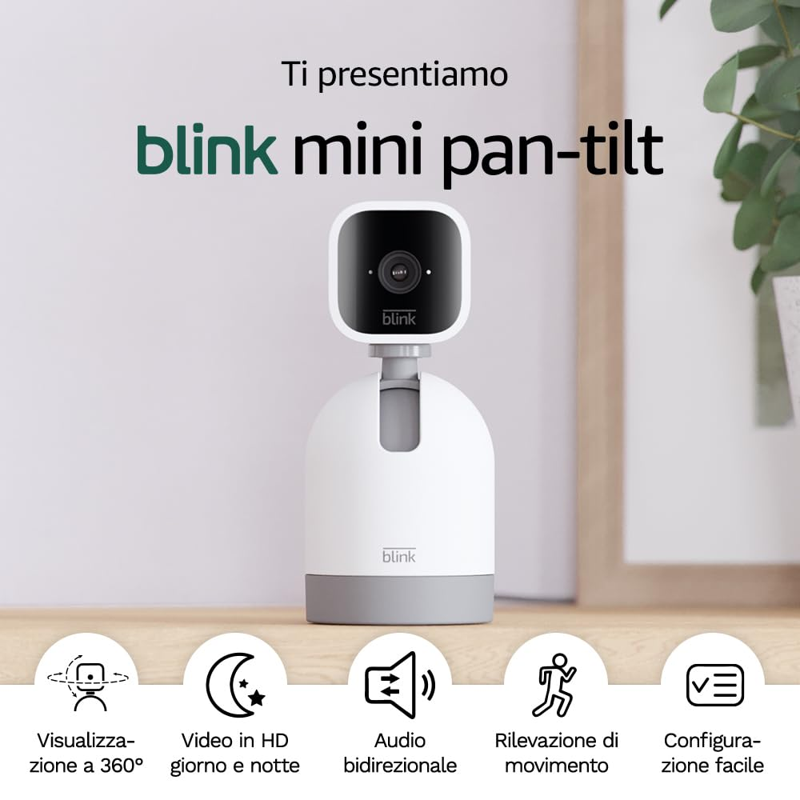 Ti presentiamo
blink mini pan-tilt
blink
blink
Visualizza-
zione a 360°
Video in HD
giorno e notte
Audio
bidirezionale
Rilevazione di
movimento
Configura-
zione facile